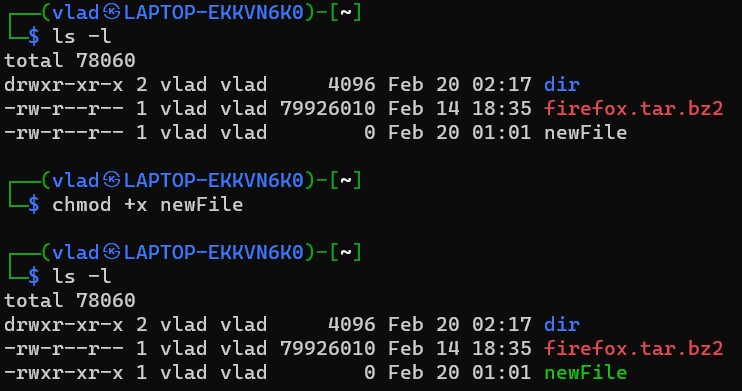 ┌──(vlad㉿LAPTOP-EKKVN6K0)-[~]
└─$ ls -l
total 78060
drwxr-xr-x 2 vlad vlad     4096 Feb 20 02:17 dir
-rw-r--r-- 1 vlad vlad 79926010 Feb 14 18:35 firefox.tar.bz2
-rw-r--r-- 1 vlad vlad        0 Feb 20 01:01 newFile
┌──(vlad㉿LAPTOP-EKKVN6K0)-[~]
└─$ chmod +x newFile
┌──(vlad㉿LAPTOP-EKKVN6K0)-[~]
└─$ ls -l
total 78060
drwxr-xr-x 2 vlad vlad     4096 Feb 20 02:17 dir
-rw-r--r-- 1 vlad vlad 79926010 Feb 14 18:35 firefox.tar.bz2
-rwxr-xr-x 1 vlad vlad        0 Feb 20 01:01 newFile